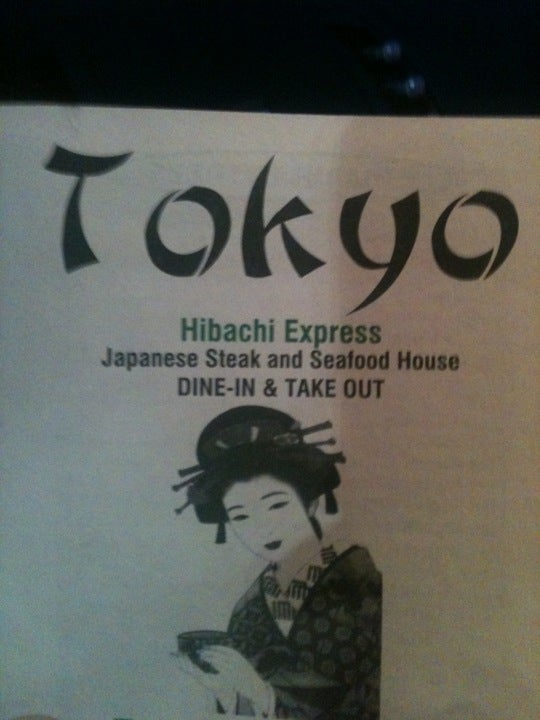 Tokyo
Hibachi Express
Japanese Steak and Seafood House
DINE-IN & TAKE OUT